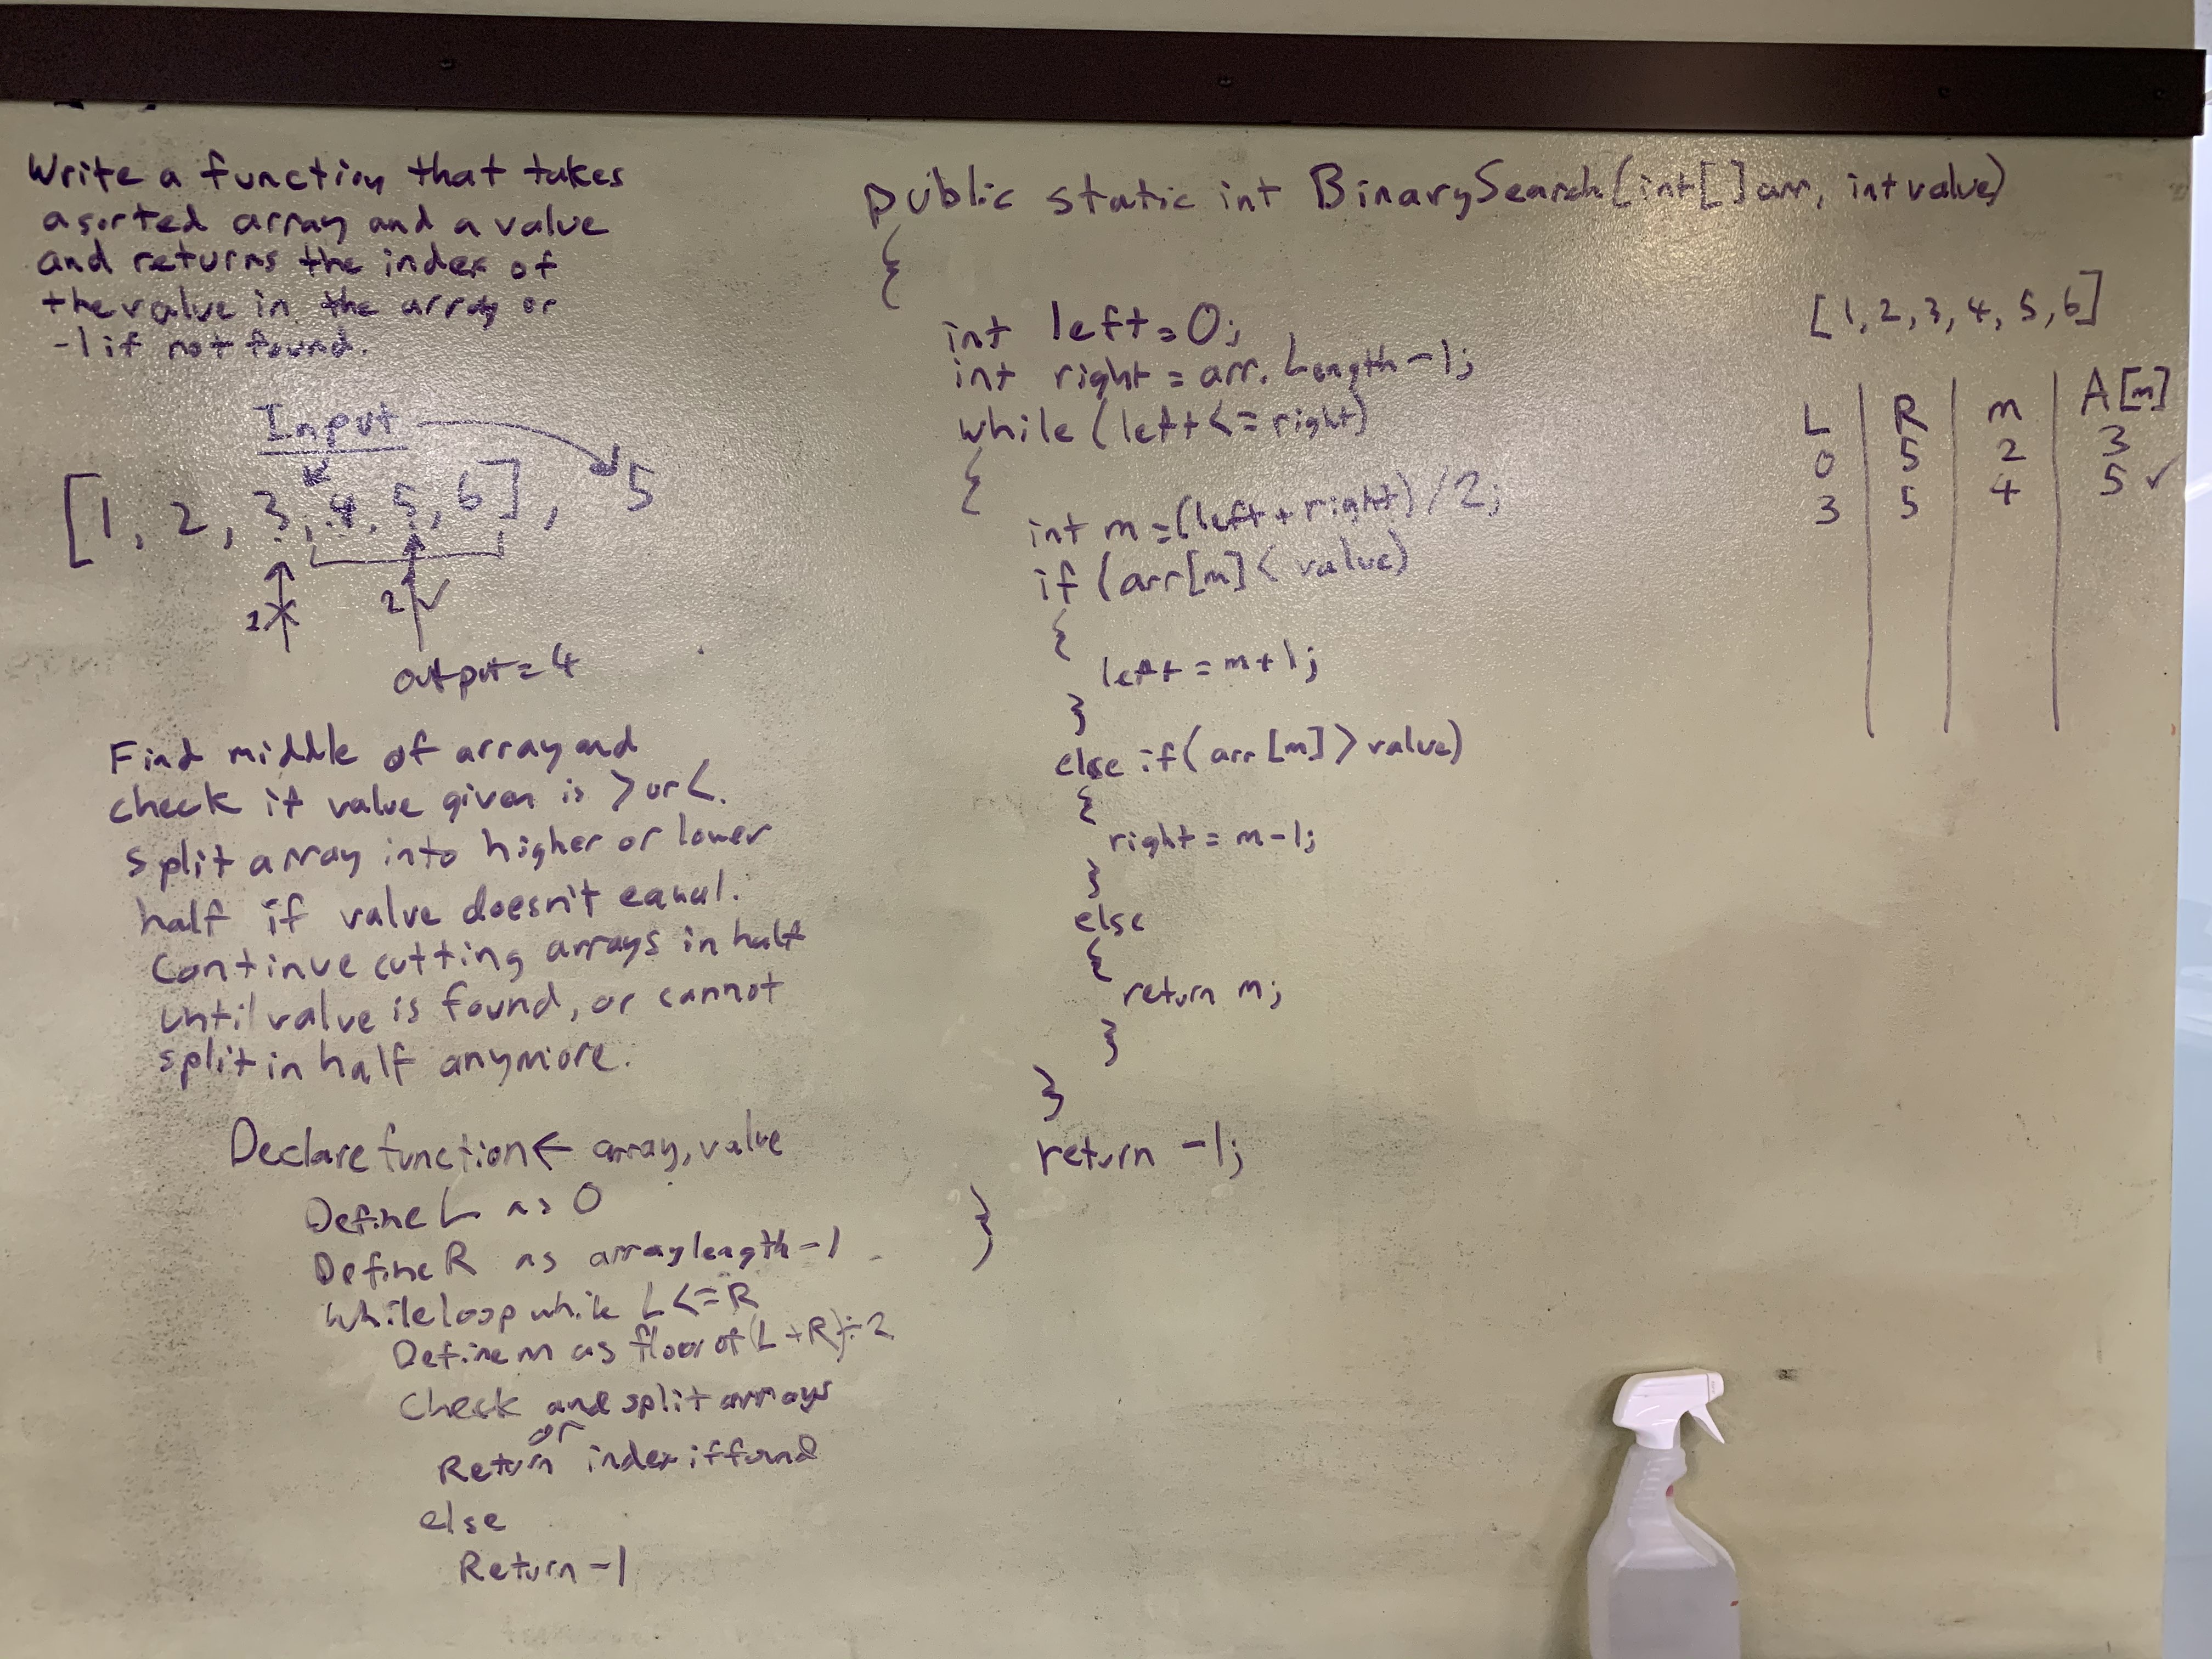 Write a function that takes
a sorted array and a value
and returns the index of
the value in the array or
-1 if not found.
Input
[1, 2, 3, 4, 5, 6], 5
1 2 ✓
output = 4
Find middle of array and
check if value given is > or <.
split array into higher or lower
half if value doesn't equal.
Continue cutting arrays in half
until value is found, or cannot
split in half anymore.
Declare function ← array, value
Define L as 0
Define R as array length - 1
While loop while L <= R
Define m as floor of (L + R) ÷ 2
Check and split arrays
or
Return index if found
else
Return -1
public static int BinarySearch(int[] arr, int value)
{
int left = 0;
int right = arr.Length - 1;
while (left <= right)
{
int m = (left + right) / 2;
if (arr[m] < value)
{
left = m + 1;
}
else if (arr[m] > value)
{
right = m - 1;
}
else
{
return m;
}
}
return -1;
}
[1, 2, 3, 4, 5, 6]
L | R | m | A[m]
0 | 5 | 2 | 3
3 | 5 | 4 | 5 ✓